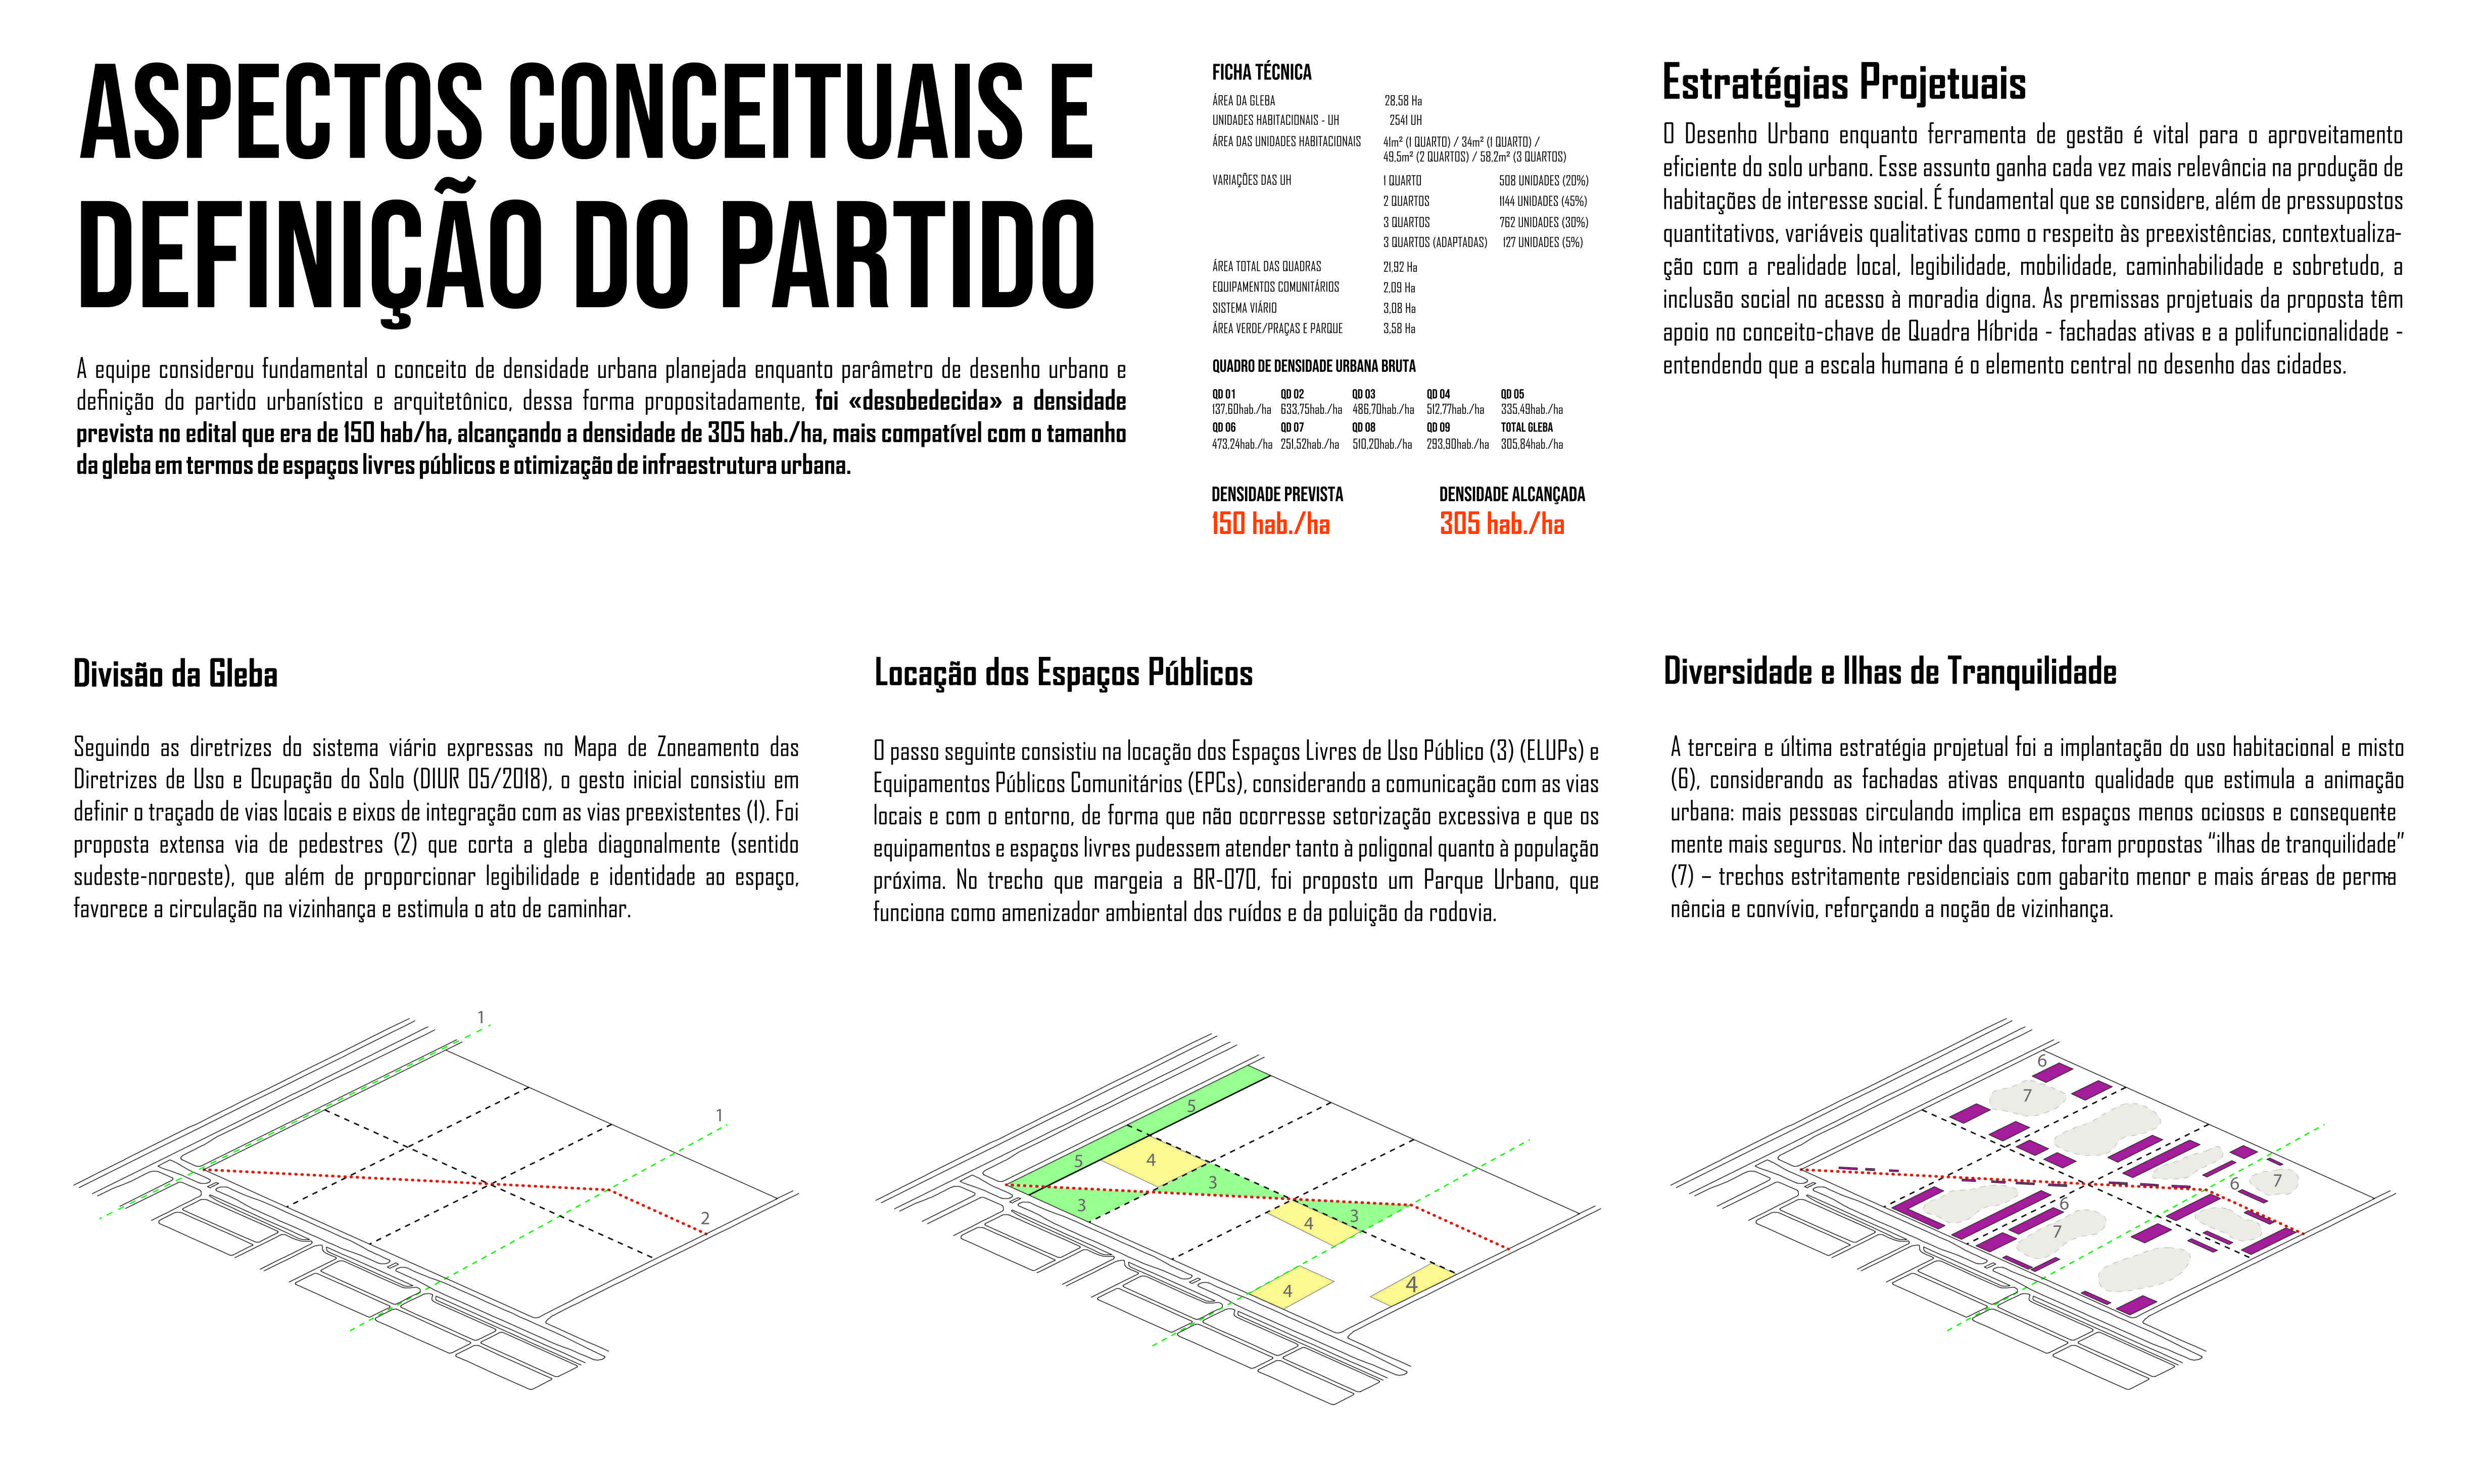 ASPECTOS CONCEITUAIS E
DEFINIÇÃO DO PARTIDO
A equipe considerou fundamental o conceito de densidade urbana planejada enquanto parâmetro de desenho urbano e
definição do partido urbanístico e arquitetônico, dessa forma propositadamente, foi «desobedecida» a densidade
prevista no edital que era de 150 hab/ha, alcançando a densidade de 305 hab./ha, mais compatível com o tamanho
da gleba em termos de espaços livres públicos e otimização de infraestrutura urbana.
FICHA TÉCNICA
ÁREA DA GLEBA 28,58 Ha
UNIDADES HABITACIONAIS - UH 2541 UH
ÁREA DAS UNIDADES HABITACIONAIS 41m² (1 QUARTO) / 34m² (1 QUARTO) /
49,5m² (2 QUARTOS) / 58,2m² (3 QUARTOS)
VARIAÇÕES DAS UH 1 QUARTO 508 UNIDADES (20%)
2 QUARTOS 1144 UNIDADES (45%)
3 QUARTOS 762 UNIDADES (30%)
3 QUARTOS (ADAPTADAS) 127 UNIDADES (5%)
ÁREA TOTAL DAS QUADRAS 21,92 Ha
EQUIPAMENTOS COMUNITÁRIOS 2,09 Ha
SISTEMA VIÁRIO 3,08 Ha
ÁREA VERDE/PRAÇAS E PARQUE 3,58 Ha
QUADRO DE DENSIDADE URBANA BRUTA
QD 01 QD 02 QD 03 QD 04 QD 05
137,60hab./ha 633,75hab./ha 486,70hab./ha 512,77hab./ha 335,49hab./ha
QD 06 QD 07 QD 08 QD 09 TOTAL GLEBA
473,24hab./ha 251,52hab./ha 510,20hab./ha 293,90hab./ha 305,84hab./ha
DENSIDADE PREVISTA DENSIDADE ALCANÇADA
150 hab./ha 305 hab./ha
Estratégias Projetuais
O Desenho Urbano enquanto ferramenta de gestão é vital para o aproveitamento
eficiente do solo urbano. Esse assunto ganha cada vez mais relevância na produção de
habitações de interesse social. É fundamental que se considere, além de pressupostos
quantitativos, variáveis qualitativas como o respeito às preexistências, contextualiza-
ção com a realidade local, legibilidade, mobilidade, caminhabilidade e sobretudo, a
inclusão social no acesso à moradia digna. As premissas projetuais da proposta têm
apoio no conceito-chave de Quadra Híbrida - fachadas ativas e a polifuncionalidade -
entendendo que a escala humana é o elemento central no desenho das cidades.
Divisão da Gleba
Seguindo as diretrizes do sistema viário expressas no Mapa de Zoneamento das
Diretrizes de Uso e Ocupação do Solo (DIUR 05/2018), o gesto inicial consistiu em
definir o traçado de vias locais e eixos de integração com as vias preexistentes (1). Foi
proposta extensa via de pedestres (2) que corta a gleba diagonalmente (sentido
sudeste-noroeste), que além de proporcionar legibilidade e identidade ao espaço,
favorece a circulação na vizinhança e estimula o ato de caminhar.
1
1
2
Locação dos Espaços Públicos
O passo seguinte consistiu na locação dos Espaços Livres de Uso Público (3) (ELUPs) e
Equipamentos Públicos Comunitários (EPCs), considerando a comunicação com as vias
locais e com o entorno, de forma que não ocorresse setorização excessiva e que os
equipamentos e espaços livres pudessem atender tanto à poligonal quanto à população
próxima. No trecho que margeia a BR-070, foi proposto um Parque Urbano, que
funciona como amenizador ambiental dos ruídos e da poluição da rodovia.
5
5
4
3
3
4
3
4
4
Diversidade e Ilhas de Tranquilidade
A terceira e última estratégia projetual foi a implantação do uso habitacional e misto
(6), considerando as fachadas ativas enquanto qualidade que estimula a animação
urbana: mais pessoas circulando implica em espaços menos ociosos e consequente-
mente mais seguros. No interior das quadras, foram propostas “ilhas de tranquilidade”
(7) – trechos estritamente residenciais com gabarito menor e mais áreas de perma-
nência e convívio, reforçando a noção de vizinhança.
6
7
6
7
6
7